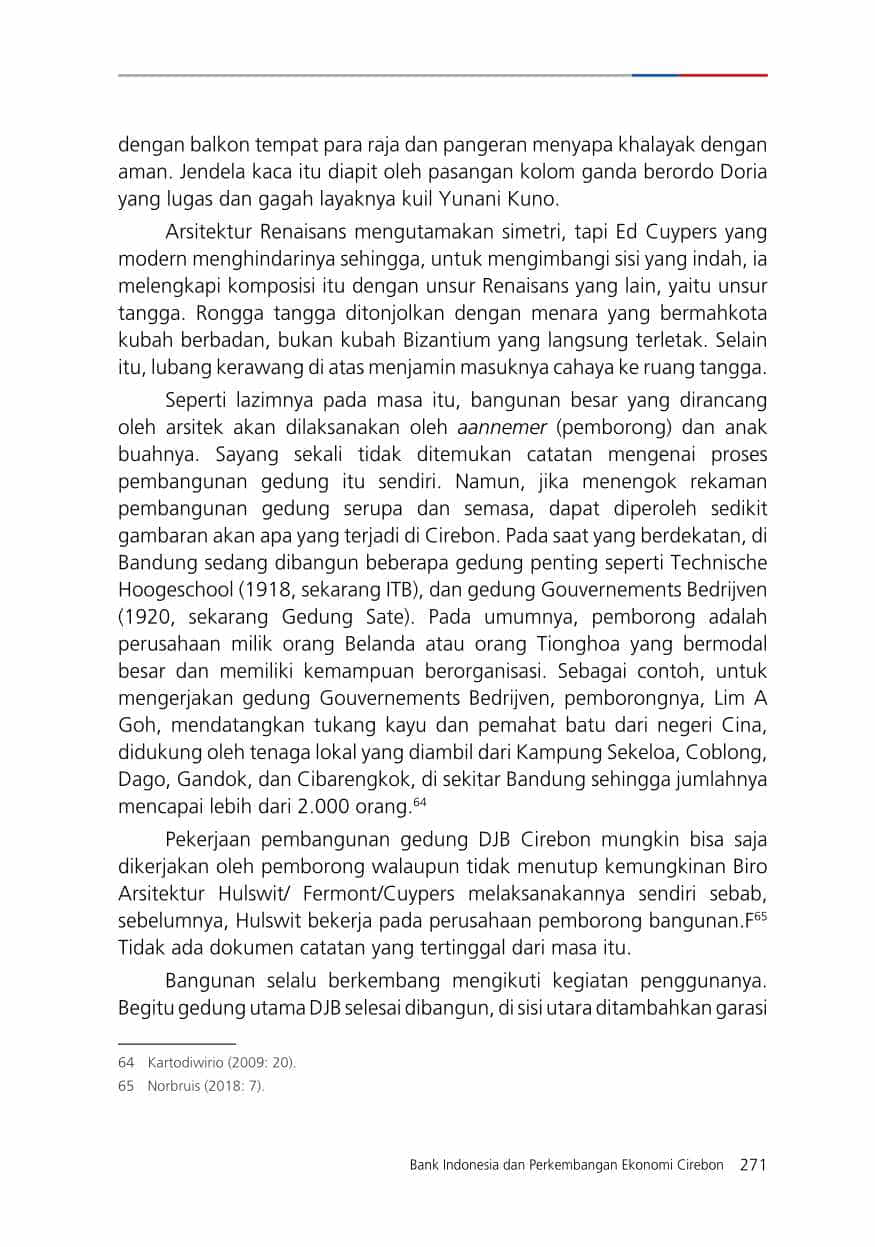 dengan balkon tempat para raja dan pangeran menyapa khalayak dengan
aman. Jendela kaca itu diapit oleh pasangan kolom ganda berordo Doria
yang lugas dan gagah layaknya kuil Yunani Kuno.
Arsitektur Renaisans mengutamakan simetri, tapi Ed Cuypers yang
modern menghindarinya sehingga, untuk mengimbangi sisi yang indah, ia
melengkapi komposisi itu dengan unsur Renaisans yang lain, yaitu unsur
tangga. Rongga tangga ditonjolkan dengan menara yang bermahkota
kubah berbadan, bukan kubah Bizantium yang langsung terletak. Selain
itu, lubang kerawang di atas menjamin masuknya cahaya ke ruang tangga.
Seperti lazimnya pada masa itu, bangunan besar yang dirancang
oleh arsitek akan dilaksanakan oleh aannemer (pemborong) dan anak
buahnya. Sayang sekali tidak ditemukan catatan mengenai proses
pembangunan gedung itu sendiri. Namun, jika menengok rekaman
pembangunan gedung serupa dan semasa, dapat diperoleh sedikit
gambaran akan apa yang terjadi di Cirebon. Pada saat yang berdekatan, di
Bandung sedang dibangun beberapa gedung penting seperti Technische
Hoogeschool (1918, sekarang ITB), dan gedung Gouvernements Bedrijven
(1920, sekarang Gedung Sate). Pada umumnya, pemborong adalah
perusahaan milik orang Belanda atau orang Tionghoa yang bermodal
besar dan memiliki kemampuan berorganisasi. Sebagai contoh, untuk
mengerjakan gedung Gouvernements Bedrijven, pemborongnya, Lim A
Goh, mendatangkan tukang kayu dan pemahat batu dari negeri Cina,
didukung oleh tenaga lokal yang diambil dari Kampung Sekeloa, Coblong,
Dago, Gandok, dan Cibarengkok, di sekitar Bandung sehingga jumlahnya
mencapai lebih dari 2.000 orang.64
Pekerjaan pembangunan gedung DJB Cirebon mungkin bisa saja
dikerjakan oleh pemborong walaupun tidak menutup kemungkinan Biro
Arsitektur Hulswit/ Fermont/Cuypers melaksanakannya sendiri sebab,
sebelumnya, Hulswit bekerja pada perusahaan pemborong bangunan.F65
Tidak ada dokumen catatan yang tertinggal dari masa itu.
Bangunan selalu berkembang mengikuti kegiatan penggunanya.
Begitu gedung utama DJB selesai dibangun, di sisi utara ditambahkan garasi
64 Kartodiwirio (2009: 20).
65 Norbruis (2018: 7).
Bank Indonesia dan Perkembangan Ekonomi Cirebon 271